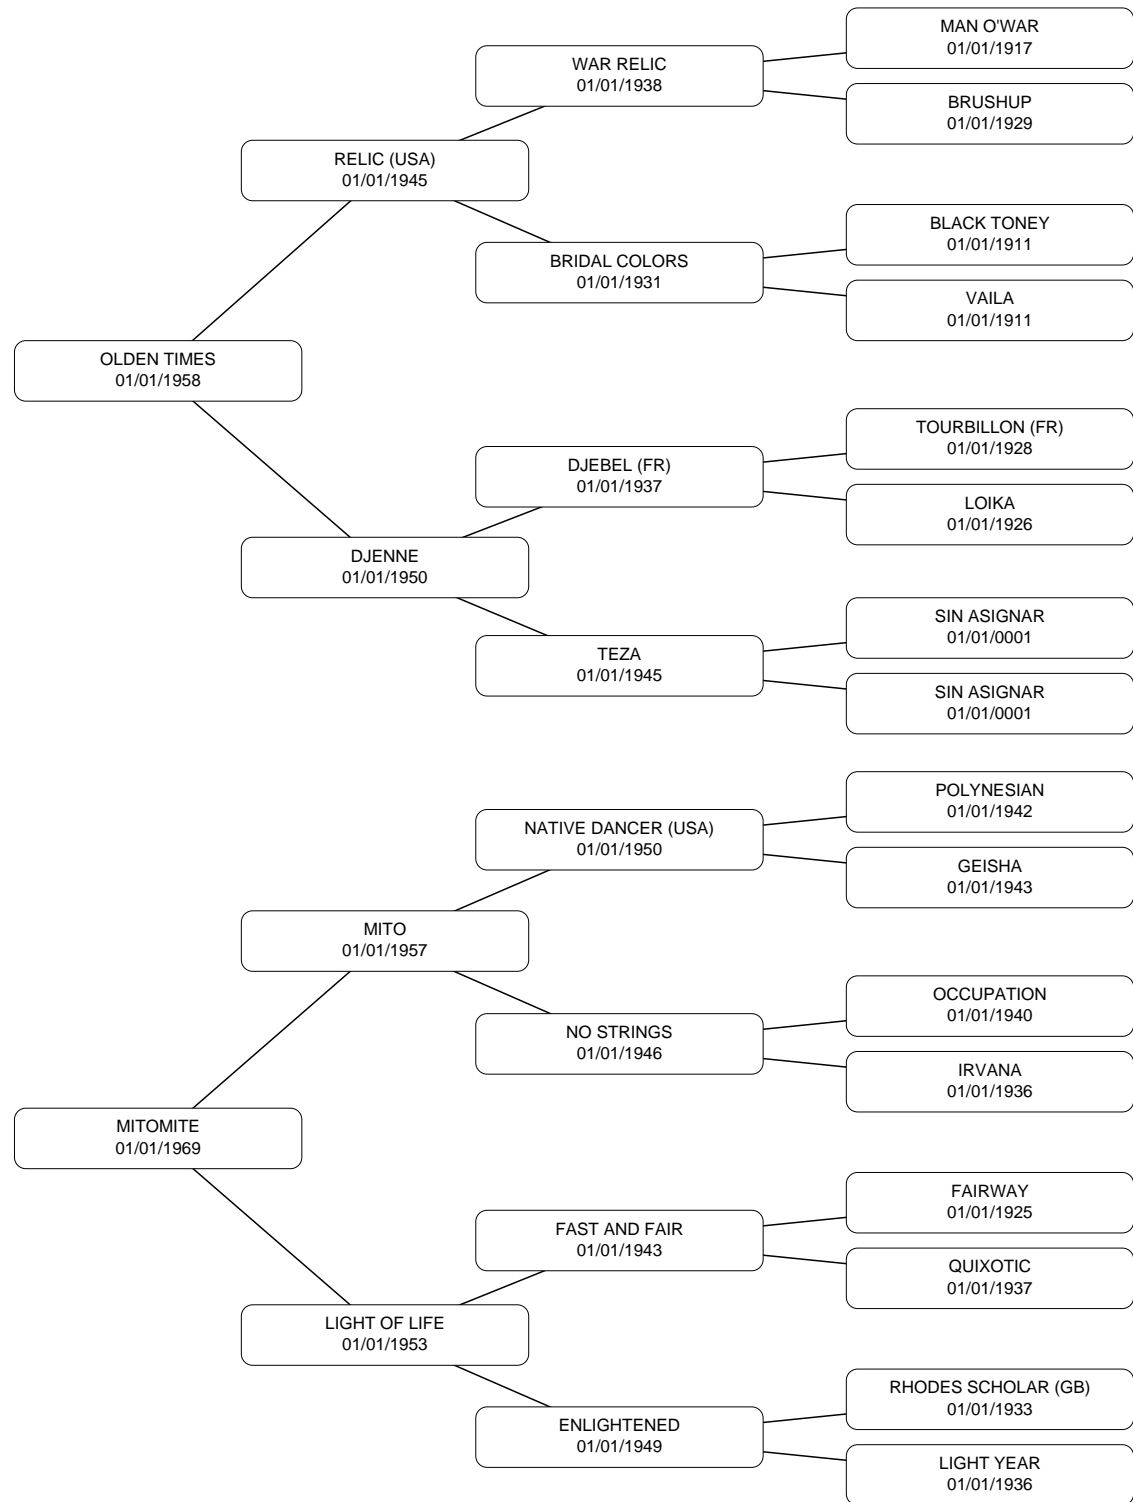 MAN O'WAR
01/01/1917
WAR RELIC
01/01/1938
BRUSHUP
01/01/1929
RELIC (USA)
01/01/1945
BLACK TONEY
01/01/1911
BRIDAL COLORS
01/01/1931
VAILA
01/01/1911
OLDEN TIMES
01/01/1958
TOURBILLON (FR)
01/01/1928
DJEBEL (FR)
01/01/1937
LOIKA
01/01/1926
DJENNE
01/01/1950
SIN ASIGNAR
01/01/0001
TEZA
01/01/1945
SIN ASIGNAR
01/01/0001
POLYNESIAN
01/01/1942
NATIVE DANCER (USA)
01/01/1950
GEISHA
01/01/1943
MITO
01/01/1957
OCCUPATION
01/01/1940
NO STRINGS
01/01/1946
IRVANA
01/01/1936
MITOMITE
01/01/1969
FAIRWAY
01/01/1925
FAST AND FAIR
01/01/1943
QUIXOTIC
01/01/1937
LIGHT OF LIFE
01/01/1953
RHODES SCHOLAR (GB)
01/01/1933
ENLIGHTENED
01/01/1949
LIGHT YEAR
01/01/1936